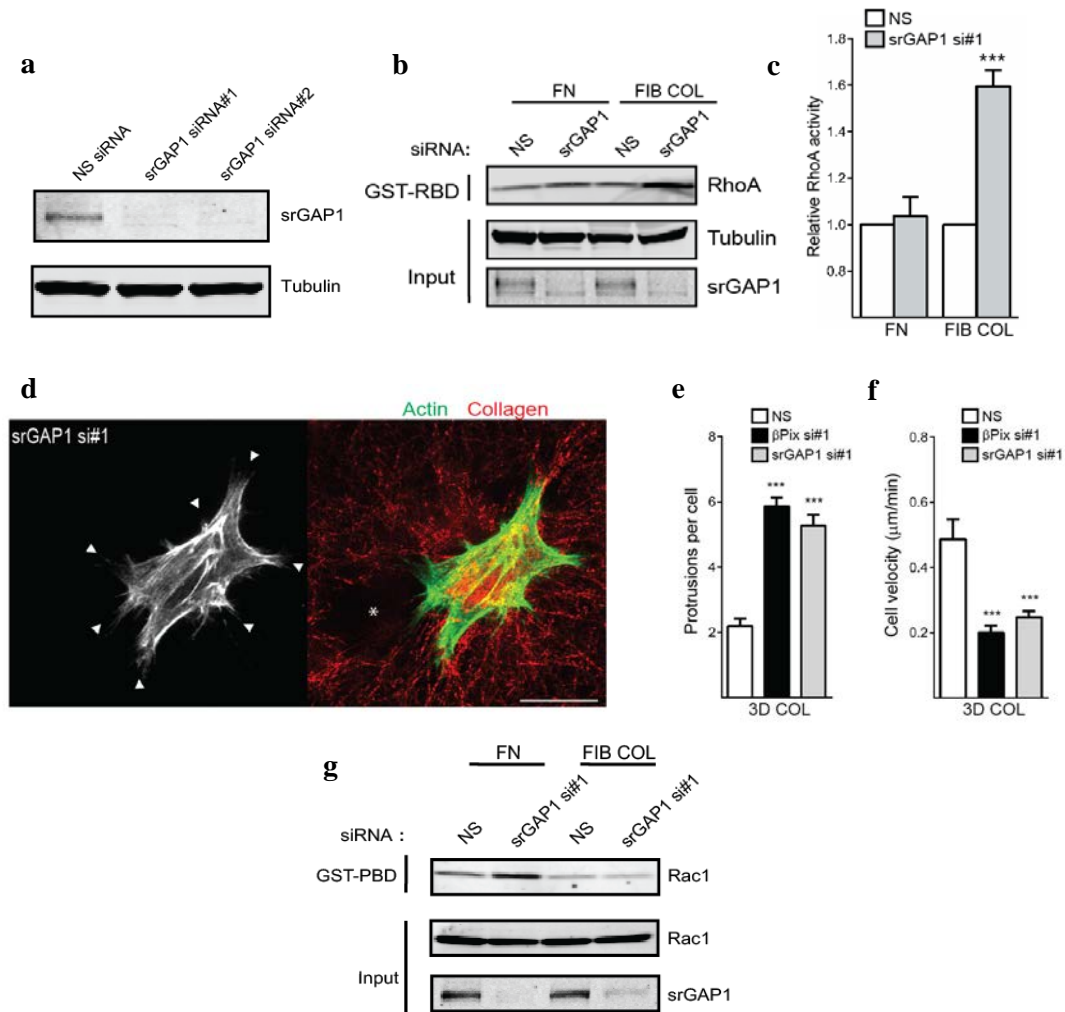 a
NS siRNA
srGAP1 siRNA#1
srGAP1 siRNA#2
srGAP1
Tubulin
b
FN
FIB COL
siRNA:
NS
srGAP1
NS
srGAP1
GST-RBD
RhoA
Tubulin
Input
srGAP1
c
NS
srGAP1 si#1
Relative RhoA activity
1.8
1.6
1.4
1.2
1.0
0.8
***
FN
FIB COL
d
Actin Collagen
srGAP1 si#1
*
e
NS
βPix si#1
srGAP1 si#1
Protrusions per cell
8
6
4
2
***
***
3D COL
f
NS
βPix si#1
srGAP1 si#1
Cell velocity (μm/min)
0.8
0.6
0.4
0.2
***
***
3D COL
g
FN
FIB COL
siRNA :
NS
srGAP1 si#1
NS
srGAP1 si#1
GST-PBD
Rac1
Rac1
Input
srGAP1